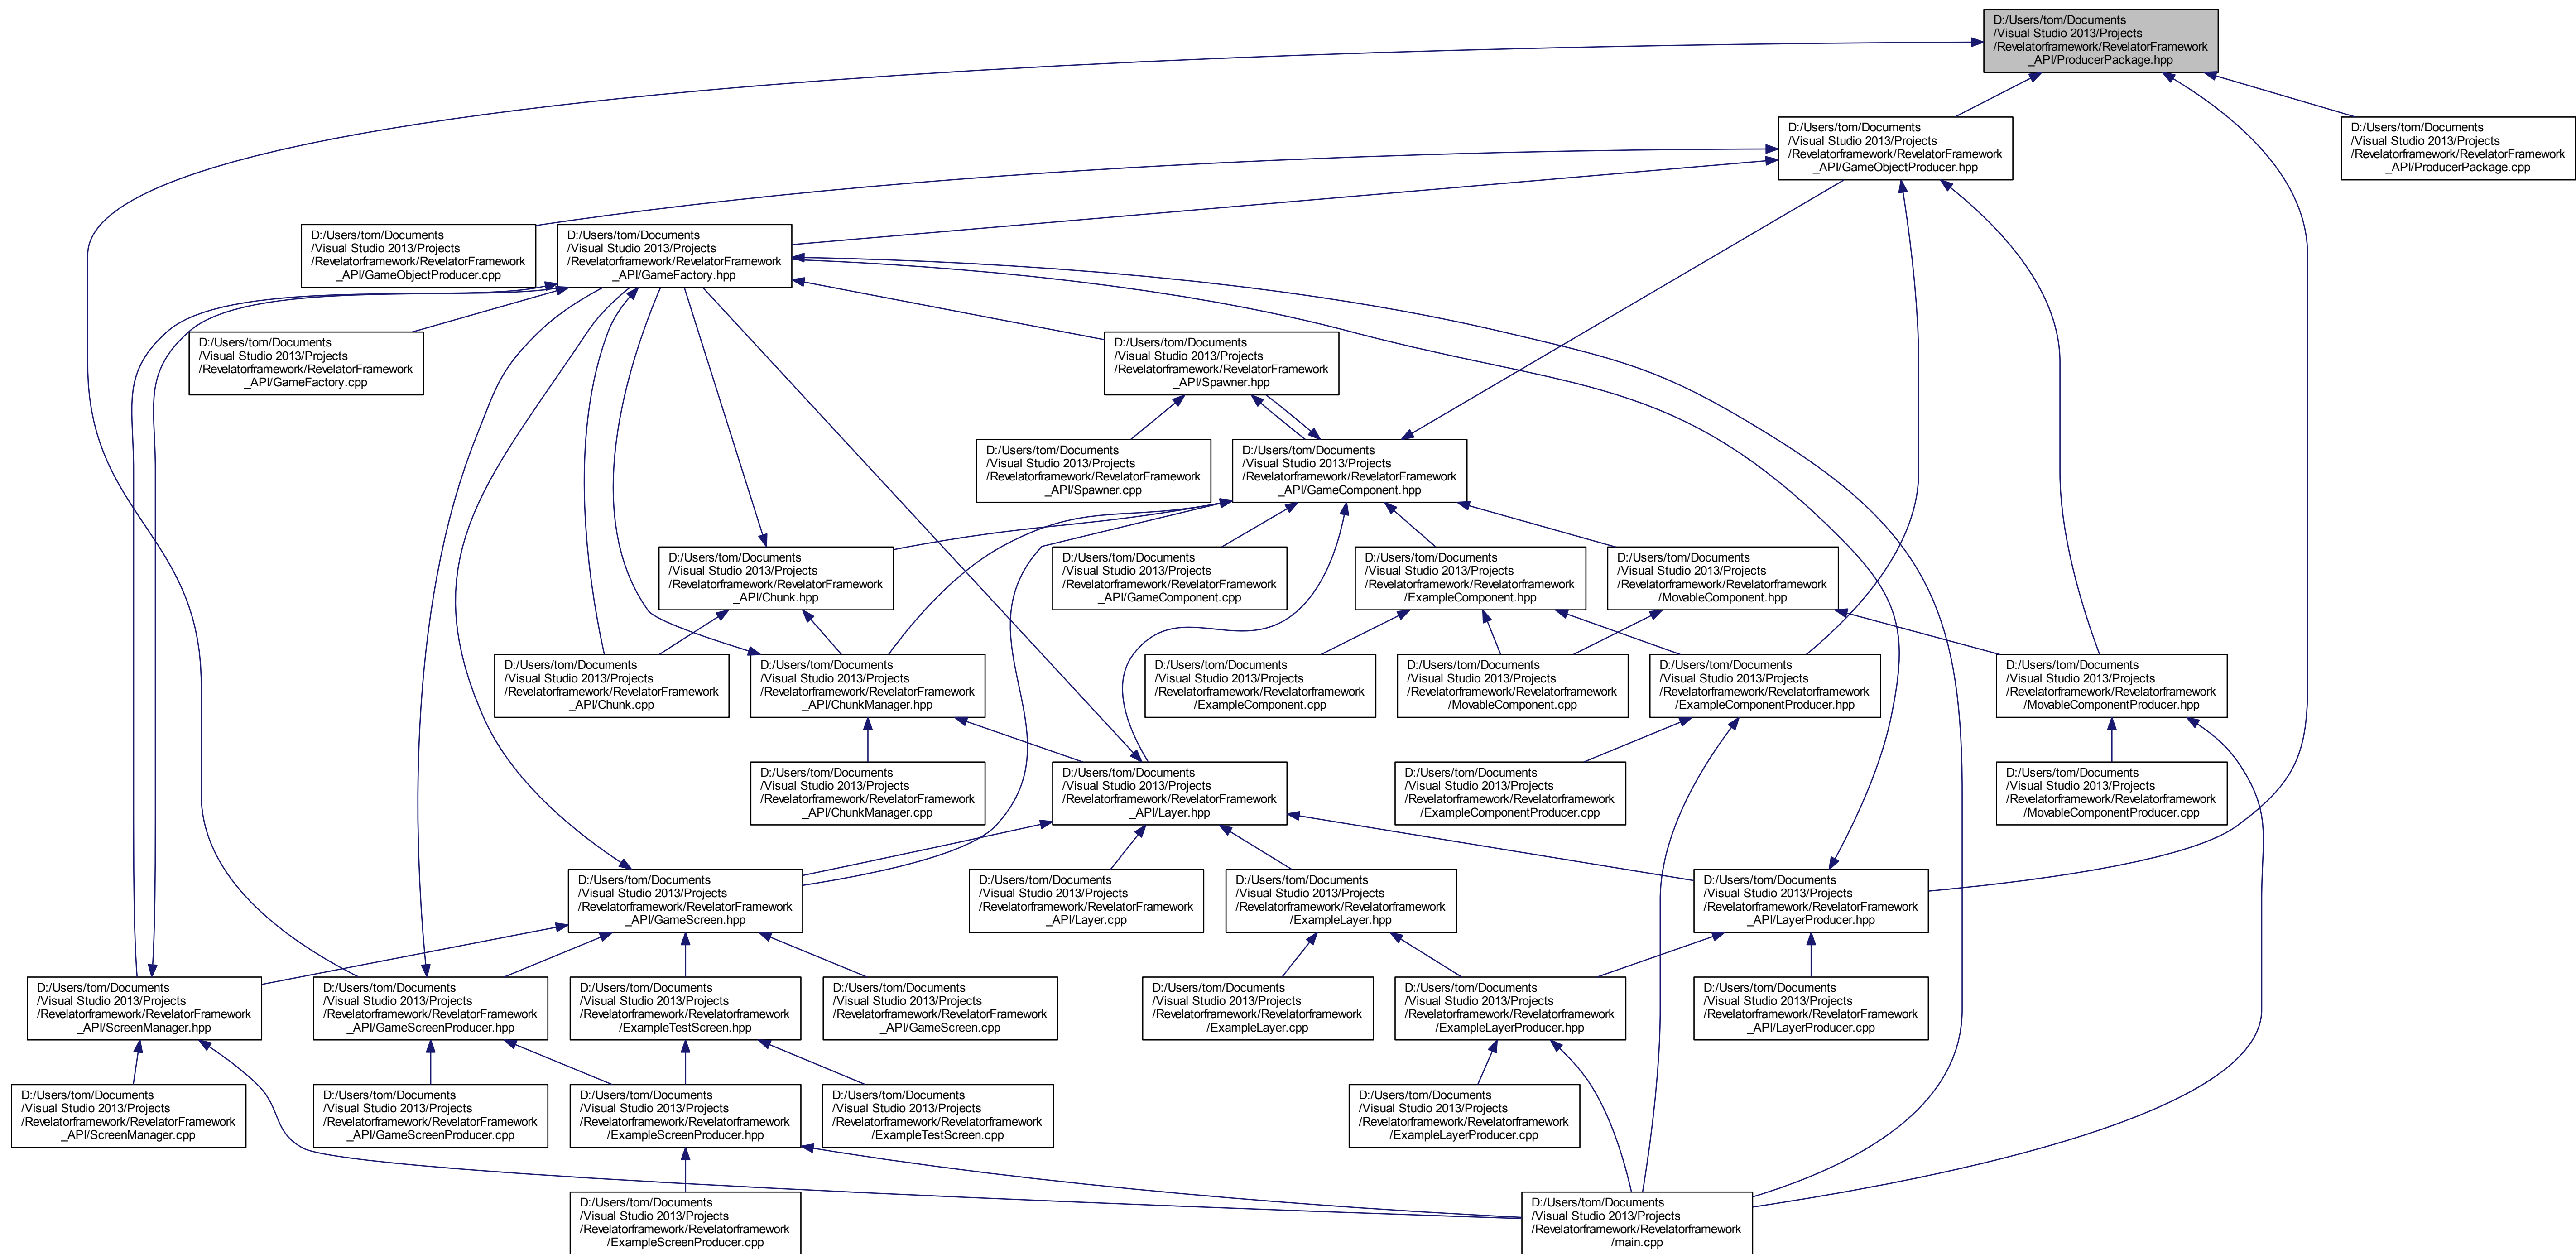 D:/Users/tom/Documents
/Visual Studio 2013/Projects
/Revelatorframework/RevelatorFramework
_API/ProducerPackage.hpp
D:/Users/tom/Documents
/Visual Studio 2013/Projects
/Revelatorframework/RevelatorFramework
_API/GameObjectProducer.hpp
D:/Users/tom/Documents
/Visual Studio 2013/Projects
/Revelatorframework/RevelatorFramework
_API/ProducerPackage.cpp
D:/Users/tom/Documents
/Visual Studio 2013/Projects
/Revelatorframework/RevelatorFramework
_API/GameObjectProducer.cpp
D:/Users/tom/Documents
/Visual Studio 2013/Projects
/Revelatorframework/RevelatorFramework
_API/GameFactory.hpp
D:/Users/tom/Documents
/Visual Studio 2013/Projects
/Revelatorframework/RevelatorFramework
_API/GameFactory.cpp
D:/Users/tom/Documents
/Visual Studio 2013/Projects
/Revelatorframework/RevelatorFramework
_API/Spawner.hpp
D:/Users/tom/Documents
/Visual Studio 2013/Projects
/Revelatorframework/RevelatorFramework
_API/Spawner.cpp
D:/Users/tom/Documents
/Visual Studio 2013/Projects
/Revelatorframework/RevelatorFramework
_API/GameComponent.hpp
D:/Users/tom/Documents
/Visual Studio 2013/Projects
/Revelatorframework/RevelatorFramework
_API/Chunk.hpp
D:/Users/tom/Documents
/Visual Studio 2013/Projects
/Revelatorframework/RevelatorFramework
_API/GameComponent.cpp
D:/Users/tom/Documents
/Visual Studio 2013/Projects
/Revelatorframework/Revelatorframework
/ExampleComponent.hpp
D:/Users/tom/Documents
/Visual Studio 2013/Projects
/Revelatorframework/Revelatorframework
/MovableComponent.hpp
D:/Users/tom/Documents
/Visual Studio 2013/Projects
/Revelatorframework/RevelatorFramework
_API/Chunk.cpp
D:/Users/tom/Documents
/Visual Studio 2013/Projects
/Revelatorframework/RevelatorFramework
_API/ChunkManager.hpp
D:/Users/tom/Documents
/Visual Studio 2013/Projects
/Revelatorframework/Revelatorframework
/ExampleComponent.cpp
D:/Users/tom/Documents
/Visual Studio 2013/Projects
/Revelatorframework/Revelatorframework
/MovableComponent.cpp
D:/Users/tom/Documents
/Visual Studio 2013/Projects
/Revelatorframework/Revelatorframework
/ExampleComponentProducer.hpp
D:/Users/tom/Documents
/Visual Studio 2013/Projects
/Revelatorframework/Revelatorframework
/MovableComponentProducer.hpp
D:/Users/tom/Documents
/Visual Studio 2013/Projects
/Revelatorframework/RevelatorFramework
_API/ChunkManager.cpp
D:/Users/tom/Documents
/Visual Studio 2013/Projects
/Revelatorframework/RevelatorFramework
_API/Layer.hpp
D:/Users/tom/Documents
/Visual Studio 2013/Projects
/Revelatorframework/Revelatorframework
/ExampleComponentProducer.cpp
D:/Users/tom/Documents
/Visual Studio 2013/Projects
/Revelatorframework/Revelatorframework
/MovableComponentProducer.cpp
D:/Users/tom/Documents
/Visual Studio 2013/Projects
/Revelatorframework/RevelatorFramework
_API/GameScreen.hpp
D:/Users/tom/Documents
/Visual Studio 2013/Projects
/Revelatorframework/RevelatorFramework
_API/Layer.cpp
D:/Users/tom/Documents
/Visual Studio 2013/Projects
/Revelatorframework/Revelatorframework
/ExampleLayer.hpp
D:/Users/tom/Documents
/Visual Studio 2013/Projects
/Revelatorframework/RevelatorFramework
_API/LayerProducer.hpp
D:/Users/tom/Documents
/Visual Studio 2013/Projects
/Revelatorframework/RevelatorFramework
_API/ScreenManager.hpp
D:/Users/tom/Documents
/Visual Studio 2013/Projects
/Revelatorframework/RevelatorFramework
_API/GameScreenProducer.hpp
D:/Users/tom/Documents
/Visual Studio 2013/Projects
/Revelatorframework/Revelatorframework
/ExampleTestScreen.hpp
D:/Users/tom/Documents
/Visual Studio 2013/Projects
/Revelatorframework/RevelatorFramework
_API/GameScreen.cpp
D:/Users/tom/Documents
/Visual Studio 2013/Projects
/Revelatorframework/Revelatorframework
/ExampleLayer.cpp
D:/Users/tom/Documents
/Visual Studio 2013/Projects
/Revelatorframework/Revelatorframework
/ExampleLayerProducer.hpp
D:/Users/tom/Documents
/Visual Studio 2013/Projects
/Revelatorframework/RevelatorFramework
_API/LayerProducer.cpp
D:/Users/tom/Documents
/Visual Studio 2013/Projects
/Revelatorframework/RevelatorFramework
_API/ScreenManager.cpp
D:/Users/tom/Documents
/Visual Studio 2013/Projects
/Revelatorframework/RevelatorFramework
_API/GameScreenProducer.cpp
D:/Users/tom/Documents
/Visual Studio 2013/Projects
/Revelatorframework/Revelatorframework
/ExampleScreenProducer.hpp
D:/Users/tom/Documents
/Visual Studio 2013/Projects
/Revelatorframework/Revelatorframework
/ExampleTestScreen.cpp
D:/Users/tom/Documents
/Visual Studio 2013/Projects
/Revelatorframework/Revelatorframework
/ExampleLayerProducer.cpp
D:/Users/tom/Documents
/Visual Studio 2013/Projects
/Revelatorframework/Revelatorframework
/ExampleScreenProducer.cpp
D:/Users/tom/Documents
/Visual Studio 2013/Projects
/Revelatorframework/Revelatorframework
/main.cpp